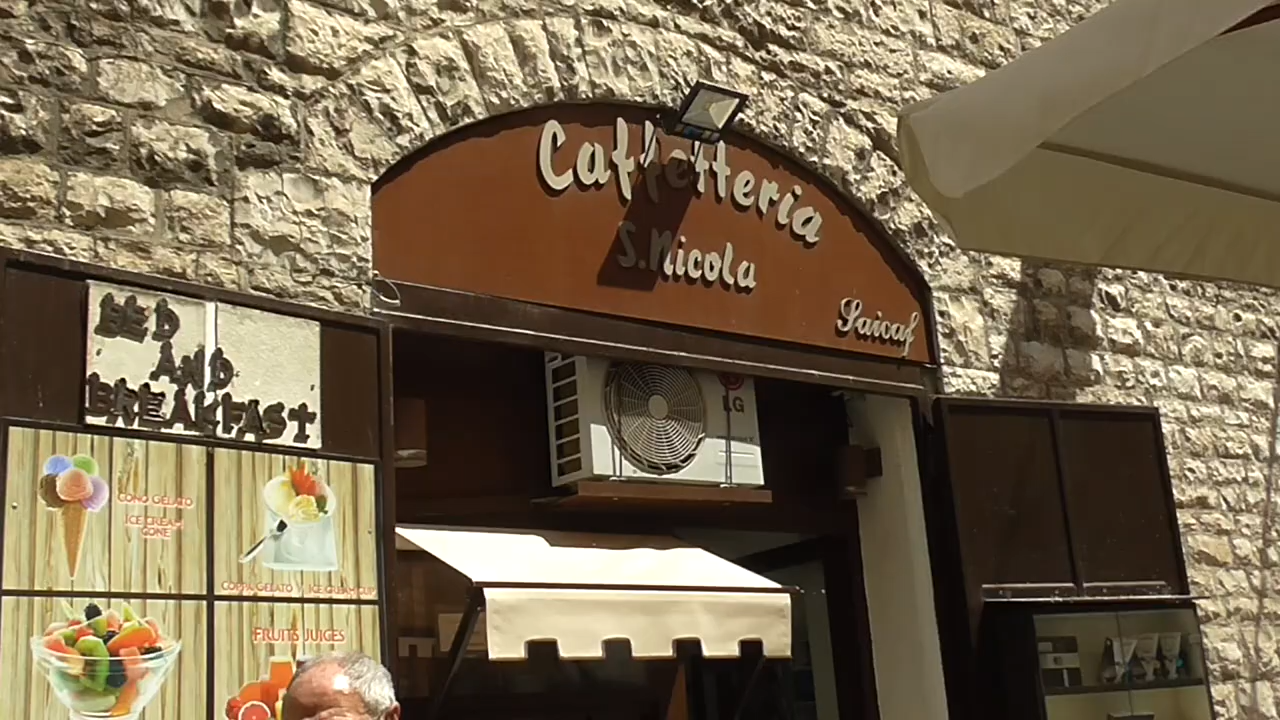 Caffetteria
S.Nicola
Saicaf
LG
BED
AND
BREAKFAST
CONO GELATO
ICE CREAM
CONE
COPPA GELATO
ICE CREAM CUP
FRUITS JUICES